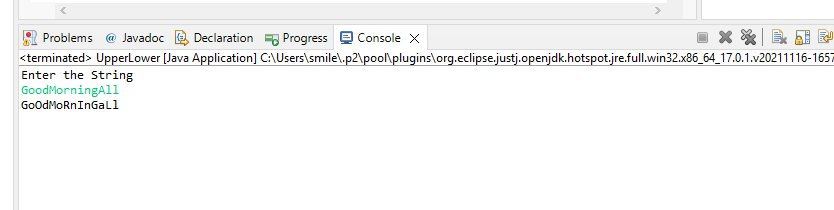 Problems @ Javadoc Declaration Progress Console
<terminated> UpperLower [Java Application] C:\Users\smile\.p2\pool\plugins\org.eclipse.justj.openjdk.hotspot.jre.full.win32.x86_64_17.0.1.v20211116-1657
Enter the String
GoodMorningAll
GoOdMoRnInGaLl